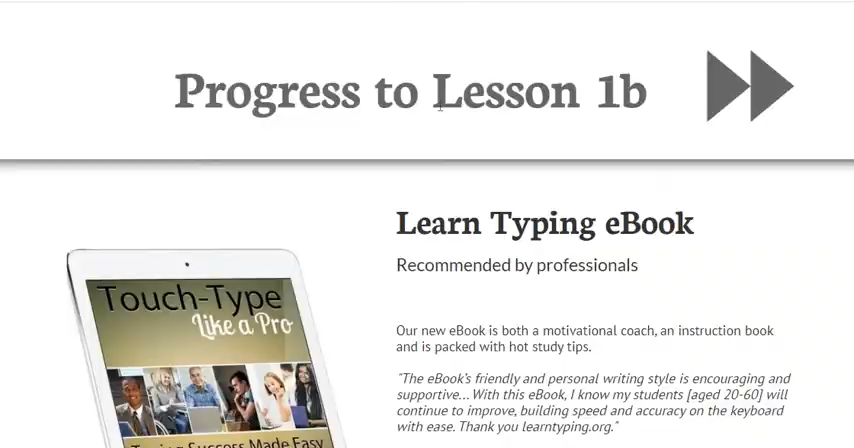 Progress to Lesson 1b
Learn Typing eBook
Recommended by professionals
Touch-Type
Like a Pro
Typing Success Made Easy
Our new eBook is both a motivational coach, an instruction book
and is packed with hot study tips.
"The eBook's friendly and personal writing style is encouraging and
supportive... With this eBook, I know my students [aged 20-60] will
continue to improve, building speed and accuracy on the keyboard
with ease. Thank you learntyping.org."